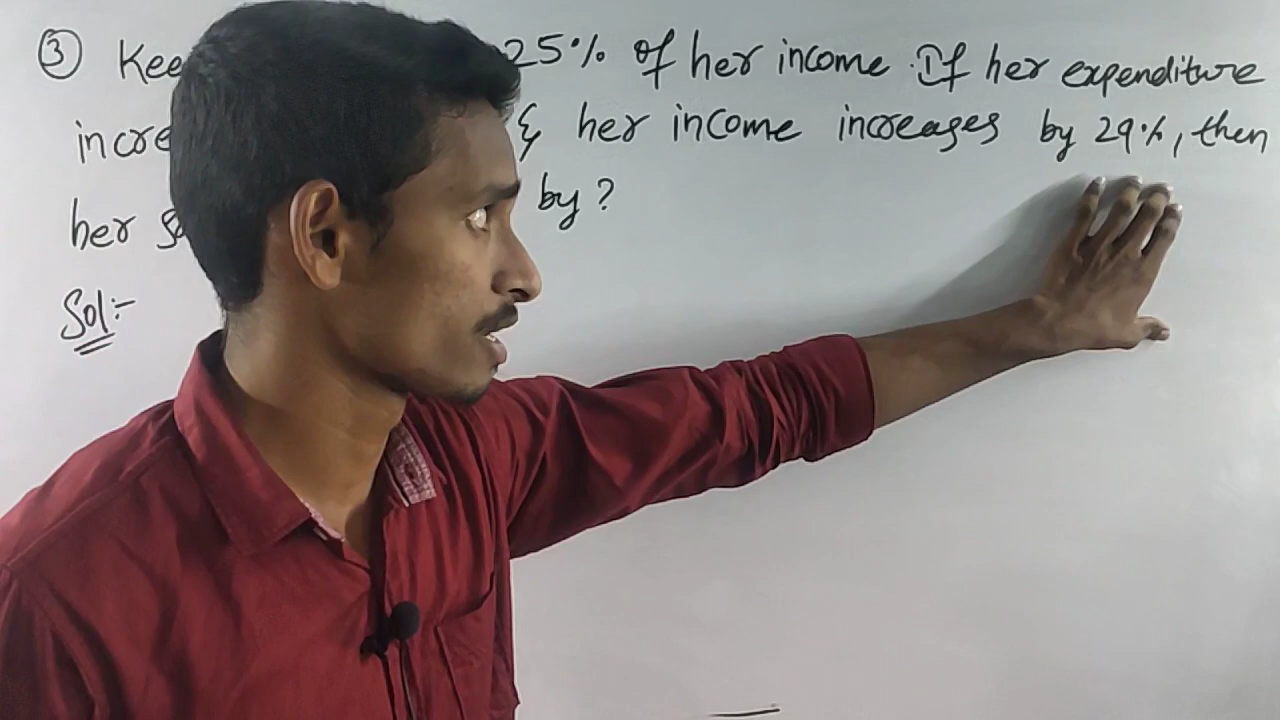 ③ Kee 25% of her income. If her expenditure
incre & her income increases by 29%, then
her s by?
Sol:-